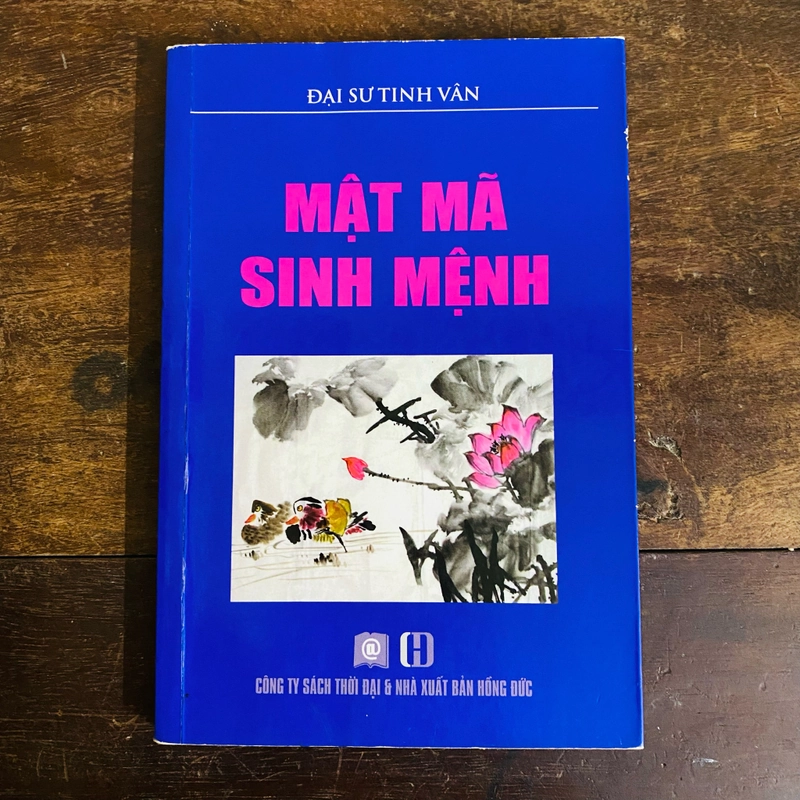 ĐẠI SƯ TINH VÂN
MẬT MÃ
SINH MỆNH
@
CÔNG TY SÁCH THỜI ĐẠI & NHÀ XUẤT BẢN HỒNG ĐỨC